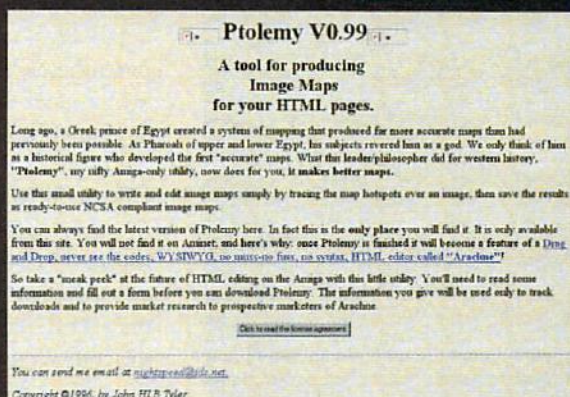 Ptolemy V0.99
A tool for producing
Image Maps
for your HTML pages.
Long ago, a Greek prince of Egypt created a system of mapping that produced far more accurate maps than had
previously been possible. As Pharoah of upper and lower Egypt, his subjects revered him as a god. We only think of him
as a historical figure who developed the first "accurate" maps. What this leader/philosopher did for western history,
"Ptolemy", my nifty Amiga-only utility, now does for you, it makes better maps.
Use this small utility to write and edit image maps simply by tracing the map hotspots over an image, then save the results
as ready-to-use NCSA compliant image maps.
You can always find the latest version of Ptolemy here. In fact this is the only place you will find it. It is only available
from this site. You will not find it on Aminet, and here's why: once Ptolemy is finished it will become a feature of a Drag
and Drop, never see the codes, WYSIWYG, no muss-no fuss, no syntax, HTML editor called "Arachne"!
So take a "sneak peek" at the future of HTML editing on the Amiga with this little utility. You'll need to read some
information and fill out a form before you can download Ptolemy. The information you give will be used only to track
downloads and to provide market research to prospective marketers of Arachne.
Click to read the license agreement
You can send me email at nightspeed@tds.net.
Copyright ©1996, by John HLB Tyler